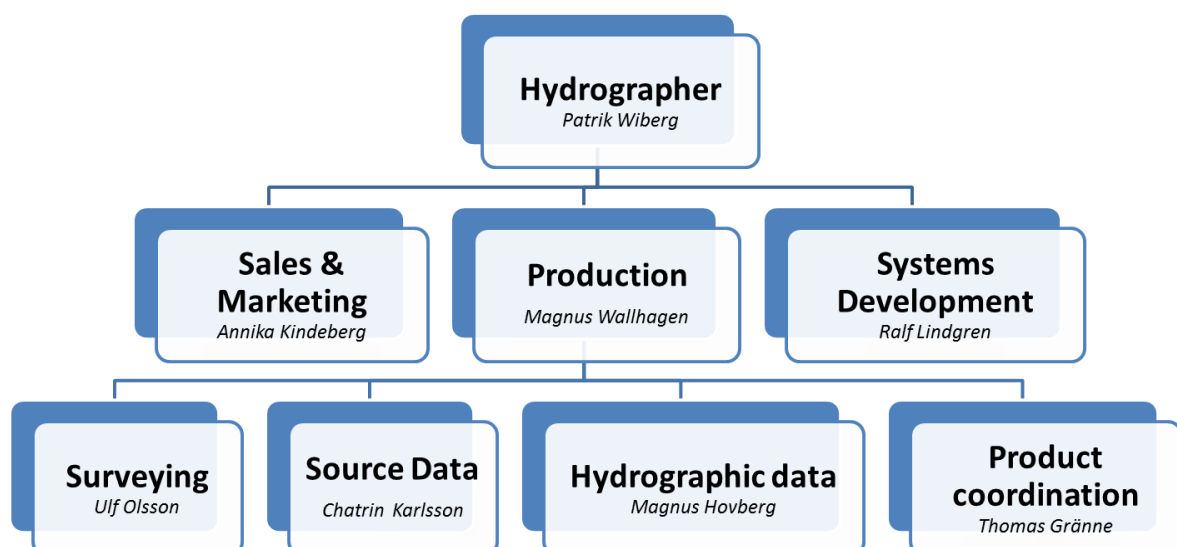 Hydrographer
Patrik Wiberg
Sales &
Marketing
Annika Kindeberg
Production
Magnus Wallhagen
Systems
Development
Ralf Lindgren
Surveying
Ulf Olsson
Source Data
Chatrin Karlsson
Hydrographic data
Magnus Hovberg
Product
coordination
Thomas Gränne